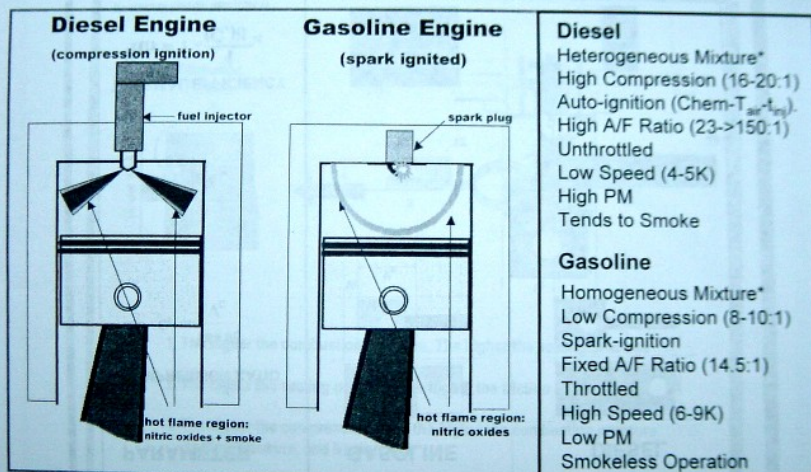 Diesel Engine
(compression ignition)
fuel injector
hot flame region:
nitric oxides + smoke
Gasoline Engine
(spark ignited)
spark plug
hot flame region:
nitric oxides
Diesel
Heterogeneous Mixture*
High Compression (16-20:1)
Auto-ignition (Chem-Tair-tinj).
High A/F Ratio (23->150:1)
Unthrottled
Low Speed (4-5K)
High PM
Tends to Smoke
Gasoline
Homogeneous Mixture*
Low Compression (8-10:1)
Spark-ignition
Fixed A/F Ratio (14.5:1)
Throttled
High Speed (6-9K)
Low PM
Smokeless Operation